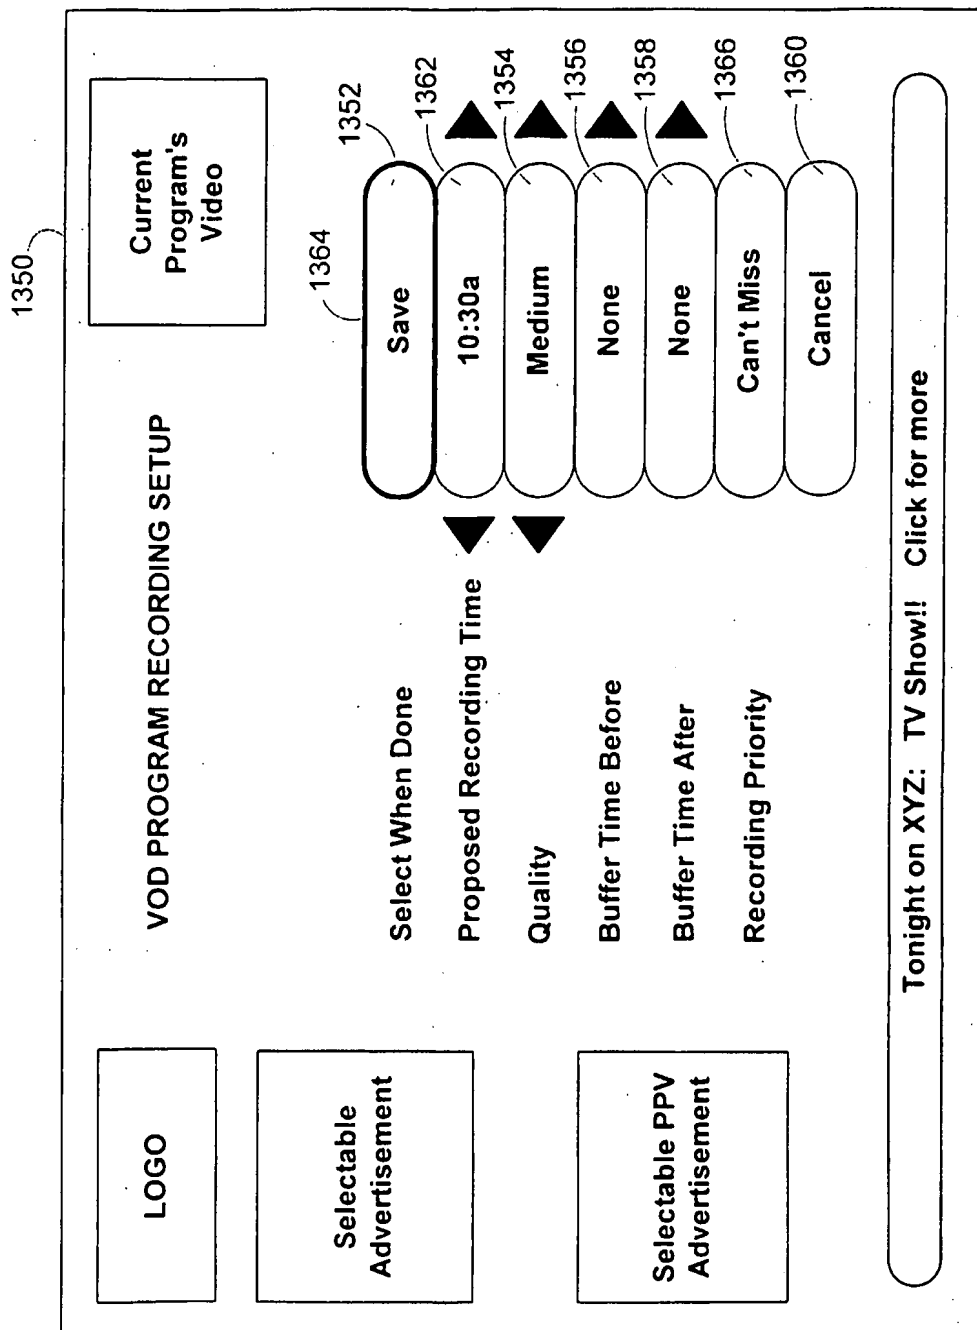 1350
LOGO
VOD PROGRAM RECORDING SETUP
Current
Program's
Video
Selectable
Advertisement
Selectable PPV
Advertisement
1364
1352
Select When Done
Save
1362
Proposed Recording Time
10:30a
1354
Quality
Medium
1356
Buffer Time Before
None
1358
Buffer Time After
None
1366
Recording Priority
Can't Miss
1360
Cancel
Tonight on XYZ: TV Show!! Click for more